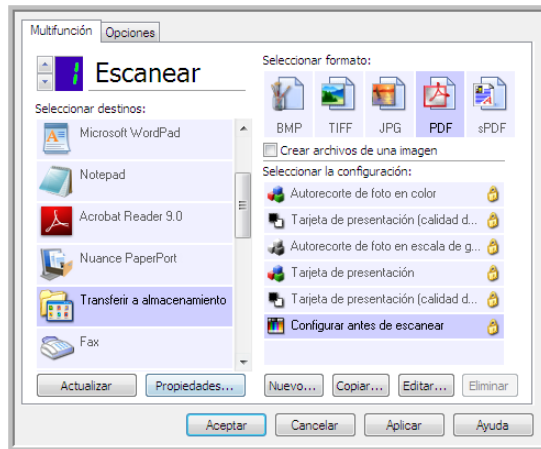 Multifunción
Opciones
1 Escanear
Seleccionar destinos:
Microsoft WordPad
Notepad
Acrobat Reader 9.0
Nuance PaperPort
Transferir a almacenamiento
Fax
Actualizar
Propiedades...
Seleccionar formato:
BMP TIFF JPG PDF sPDF
Crear archivos de una imagen
Seleccionar la configuración:
Autorecorte de foto en color
Tarjeta de presentación (calidad d...
Autorecorte de foto en escala de g...
Tarjeta de presentación
Tarjeta de presentación (calidad d...
Configurar antes de escanear
Nuevo... Copiar... Editar... Eliminar
Aceptar Cancelar Aplicar Ayuda